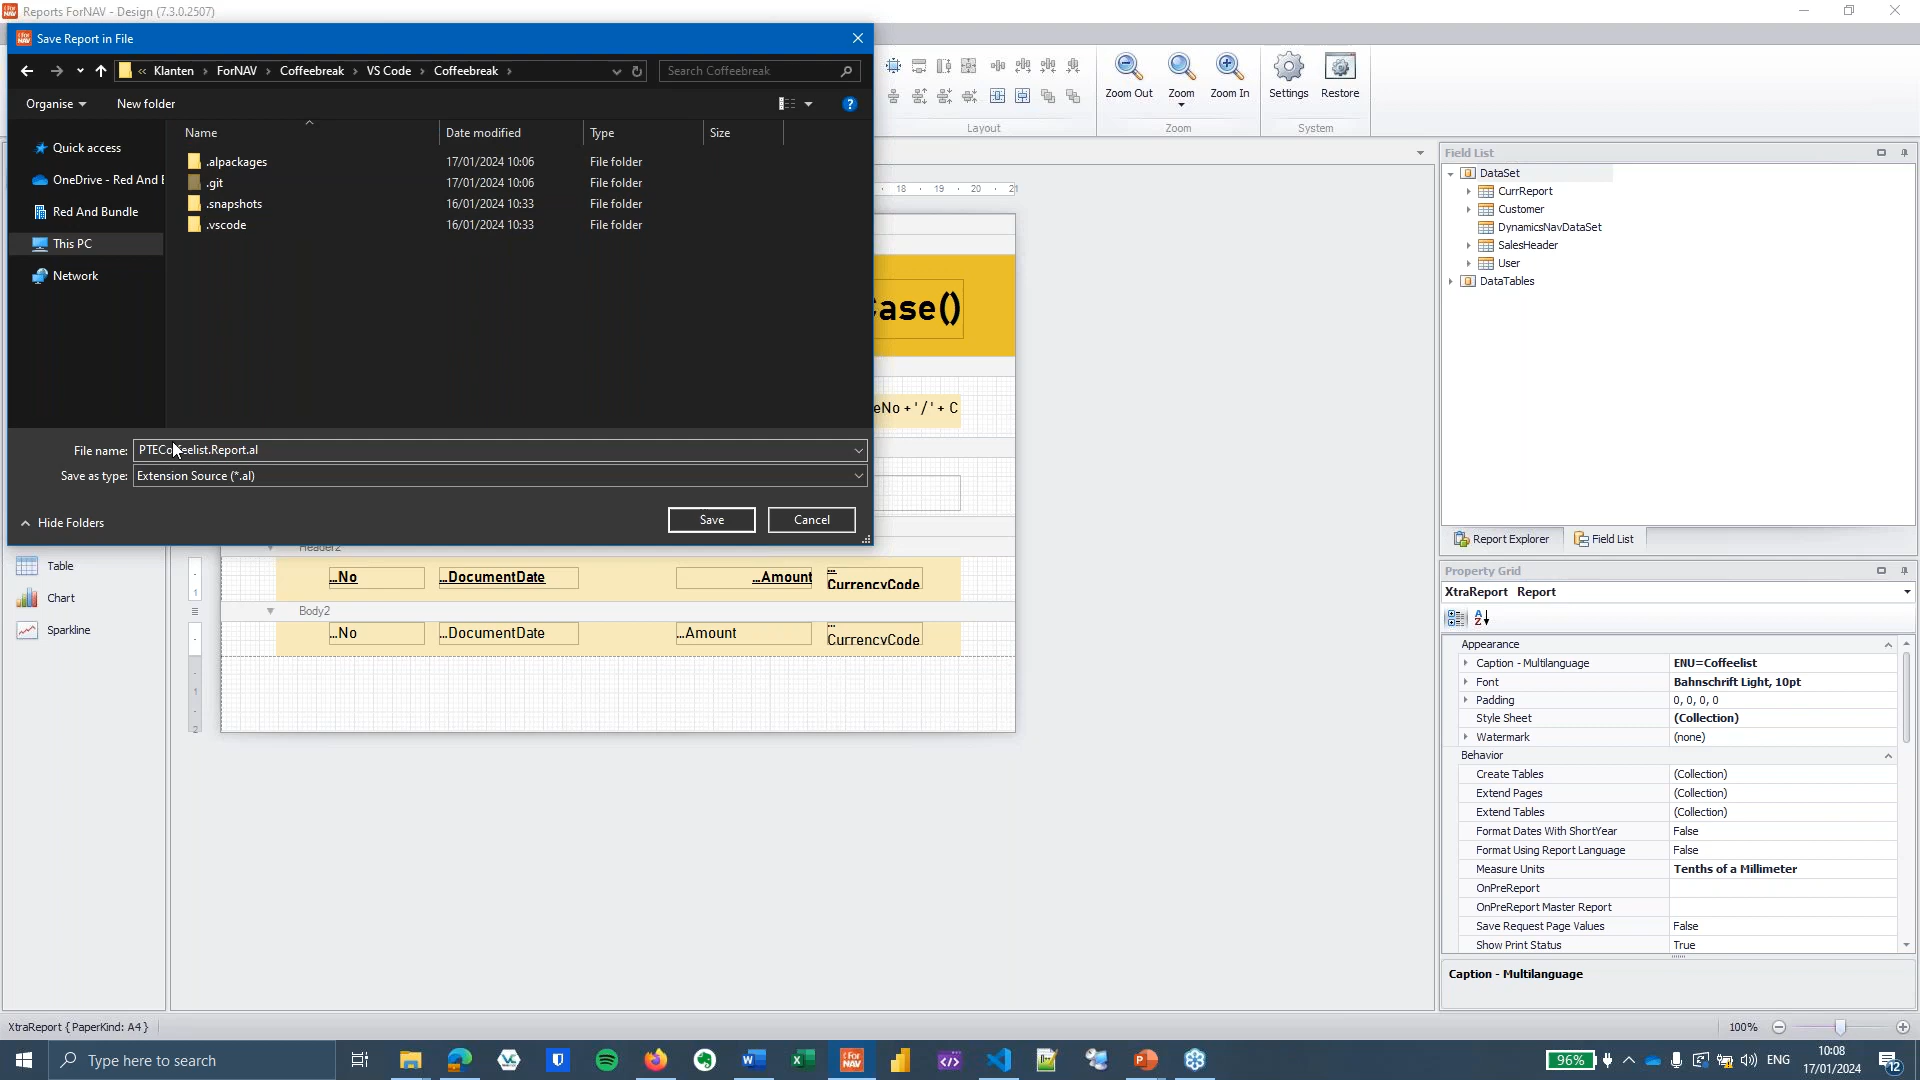 Reports ForNAV - Design (7.3.0.2507)
Save Report in File
« Klanten › ForNAV › Coffeebreak › VS Code › Coffeebreak ›
Search Coffeebreak
Organise
New folder
Name
Date modified
Type
Size
.alpackages 17/01/2024 10:06 File folder
.git 17/01/2024 10:06 File folder
.snapshots 16/01/2024 10:33 File folder
.vscode 16/01/2024 10:33 File folder
Quick access
OneDrive - Red And
Red And Bundle
This PC
Network
File name: PTECoffeelist.Report.al
Save as type: Extension Source (*.al)
Hide Folders
Save
Cancel
Zoom Out
Zoom
Zoom In
Settings
Restore
Layout
Zoom
System
18 19 20 21
Case()
eNo + '/' + C
Header2
...No
...DocumentDate
...Amount
...
CurrencyCode
Body2
...No
...DocumentDate
...Amount
...
CurrencyCode
Table
Chart
Sparkline
Field List
DataSet
CurrReport
Customer
DynamicsNavDataSet
SalesHeader
User
DataTables
Report Explorer
Field List
Property Grid
XtraReport Report
Appearance
Caption - Multilanguage ENU=Coffeelist
Font Bahnschrift Light, 10pt
Padding 0, 0, 0, 0
Style Sheet (Collection)
Watermark (none)
Behavior
Create Tables (Collection)
Extend Pages (Collection)
Extend Tables (Collection)
Format Dates With ShortYear False
Format Using Report Language False
Measure Units Tenths of a Millimeter
OnPreReport
OnPreReport Master Report
Save Request Page Values False
Show Print Status True
Caption - Multilanguage
XtraReport { PaperKind: A4 }
100%
Type here to search
96%
ENG
10:08
17/01/2024
12